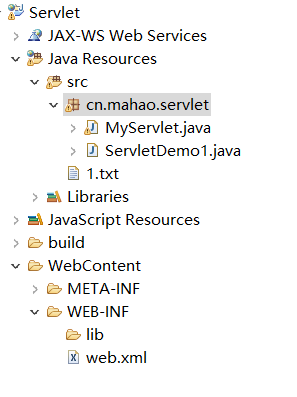 Servlet
JAX-WS Web Services
Java Resources
src
cn.mahao.servlet
MyServlet.java
ServletDemo1.java
1.txt
Libraries
JavaScript Resources
build
WebContent
META-INF
WEB-INF
lib
web.xml